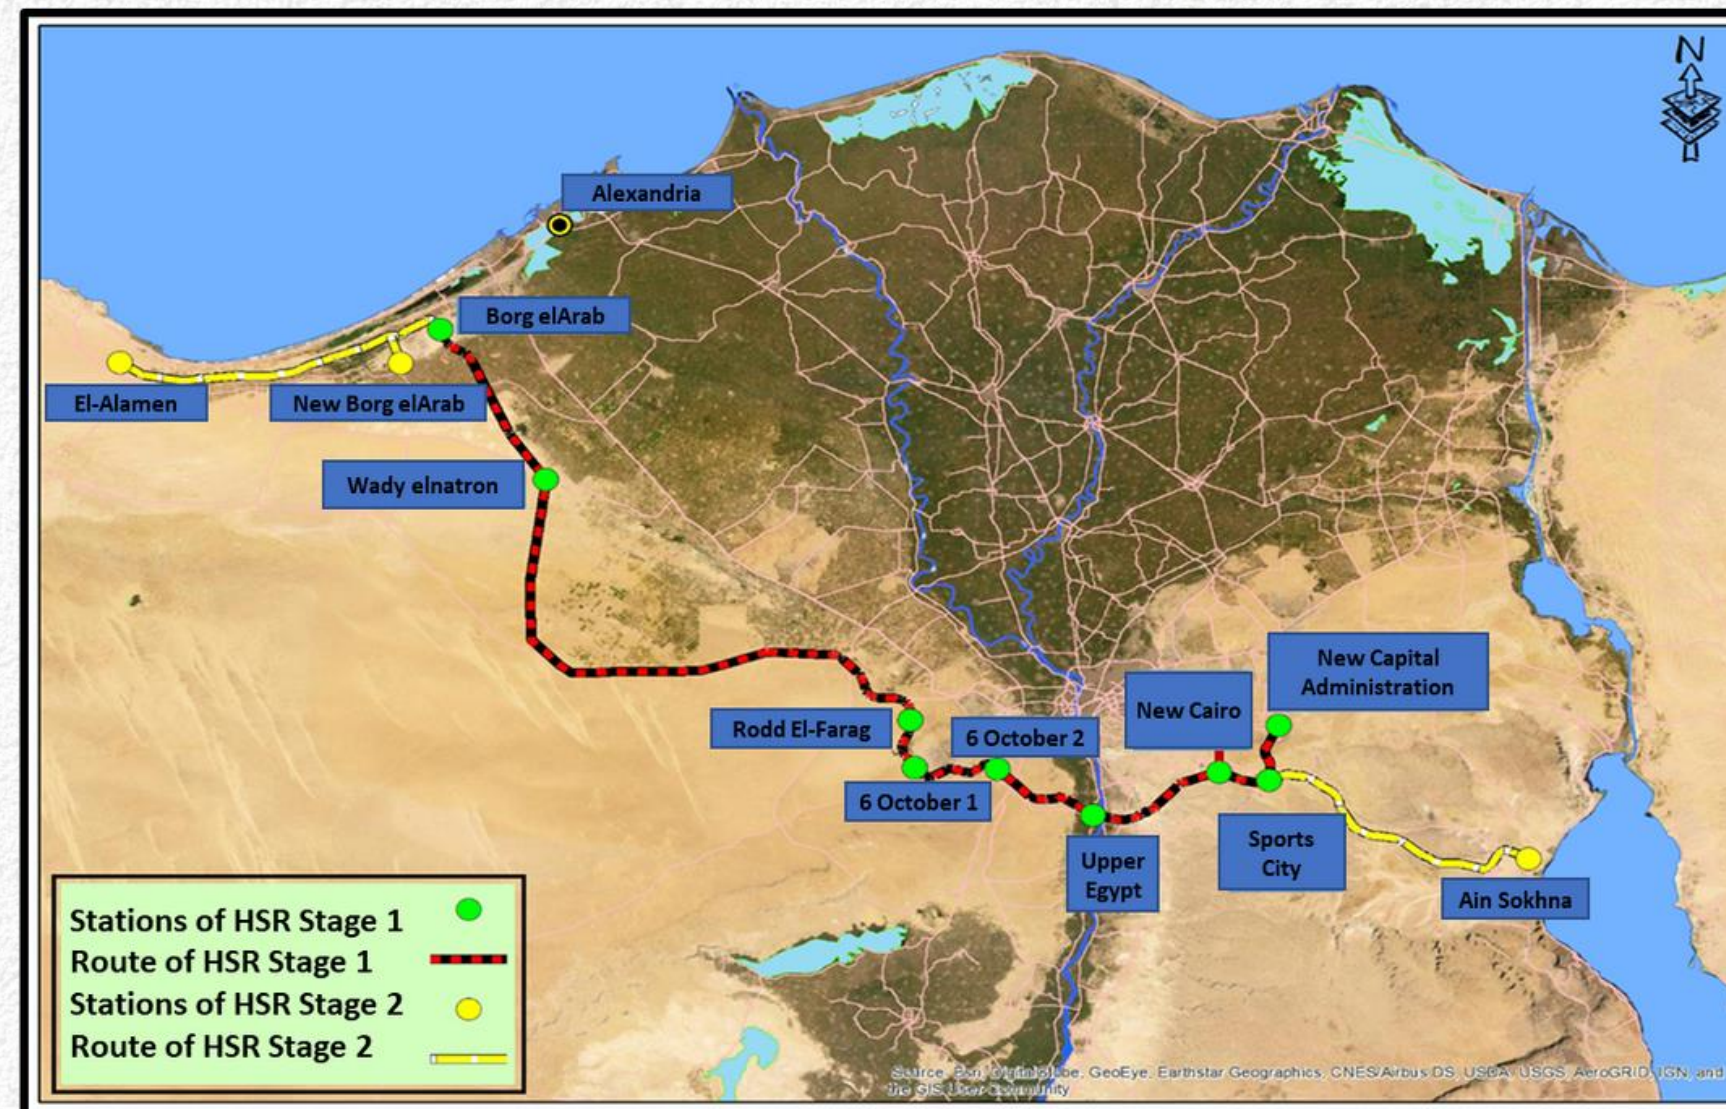 N
Alexandria
Borg elArab
El-Alamen
New Borg elArab
Wady elnatron
New Capital
Administration
New Cairo
Rodd El-Farag
6 October 2
6 October 1
Sports
City
Upper
Egypt
Ain Sokhna
Stations of HSR Stage 1
Route of HSR Stage 1
Stations of HSR Stage 2
Route of HSR Stage 2
Source: Esri, DigitalGlobe, GeoEye, Earthstar Geographics, CNES/Airbus DS, USDA, USGS, AeroGRID, IGN, and
the GIS User Community